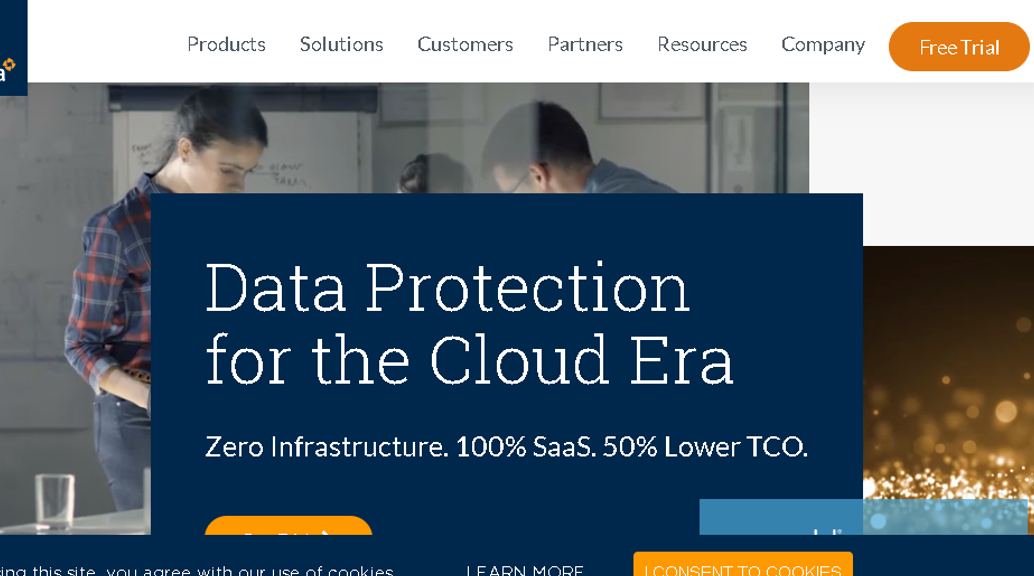 Products Solutions Customers Partners Resources Company Free Trial
Data Protection
for the Cloud Era
Zero Infrastructure. 100% SaaS. 50% Lower TCO.
this site, you agree with our use of cookies. LEARN MORE I CONSENT TO COOKIES